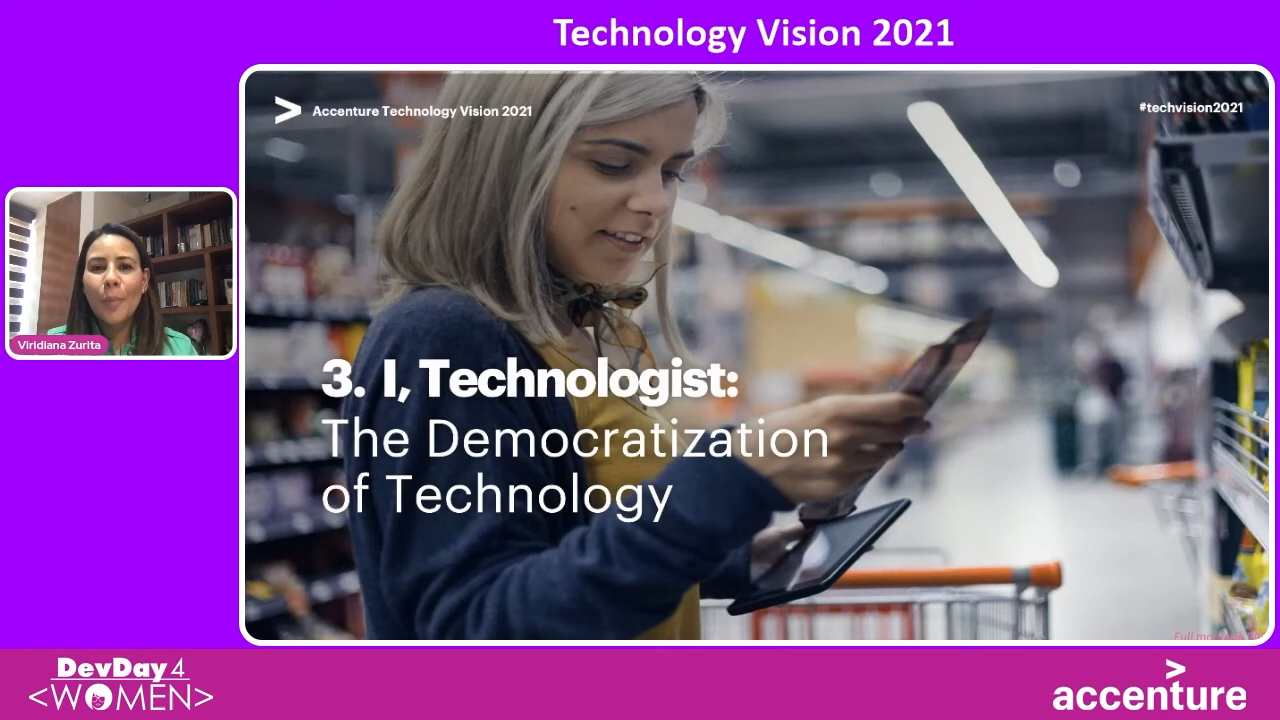 Technology Vision 2021
> Accenture Technology Vision 2021
#techvision2021
Viridiana Zurita
3. I, Technologist:
The Democratization
of Technology
Full
DevDay4
<WOMEN>
accenture